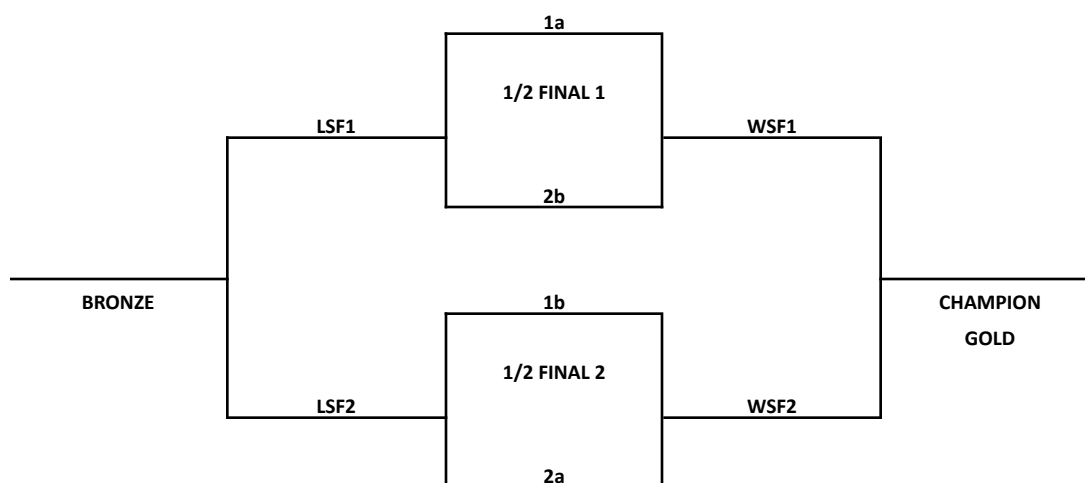 1a
1/2 FINAL 1
LSF1
WSF1
2b
BRONZE
1b
CHAMPION
GOLD
1/2 FINAL 2
LSF2
WSF2
2a